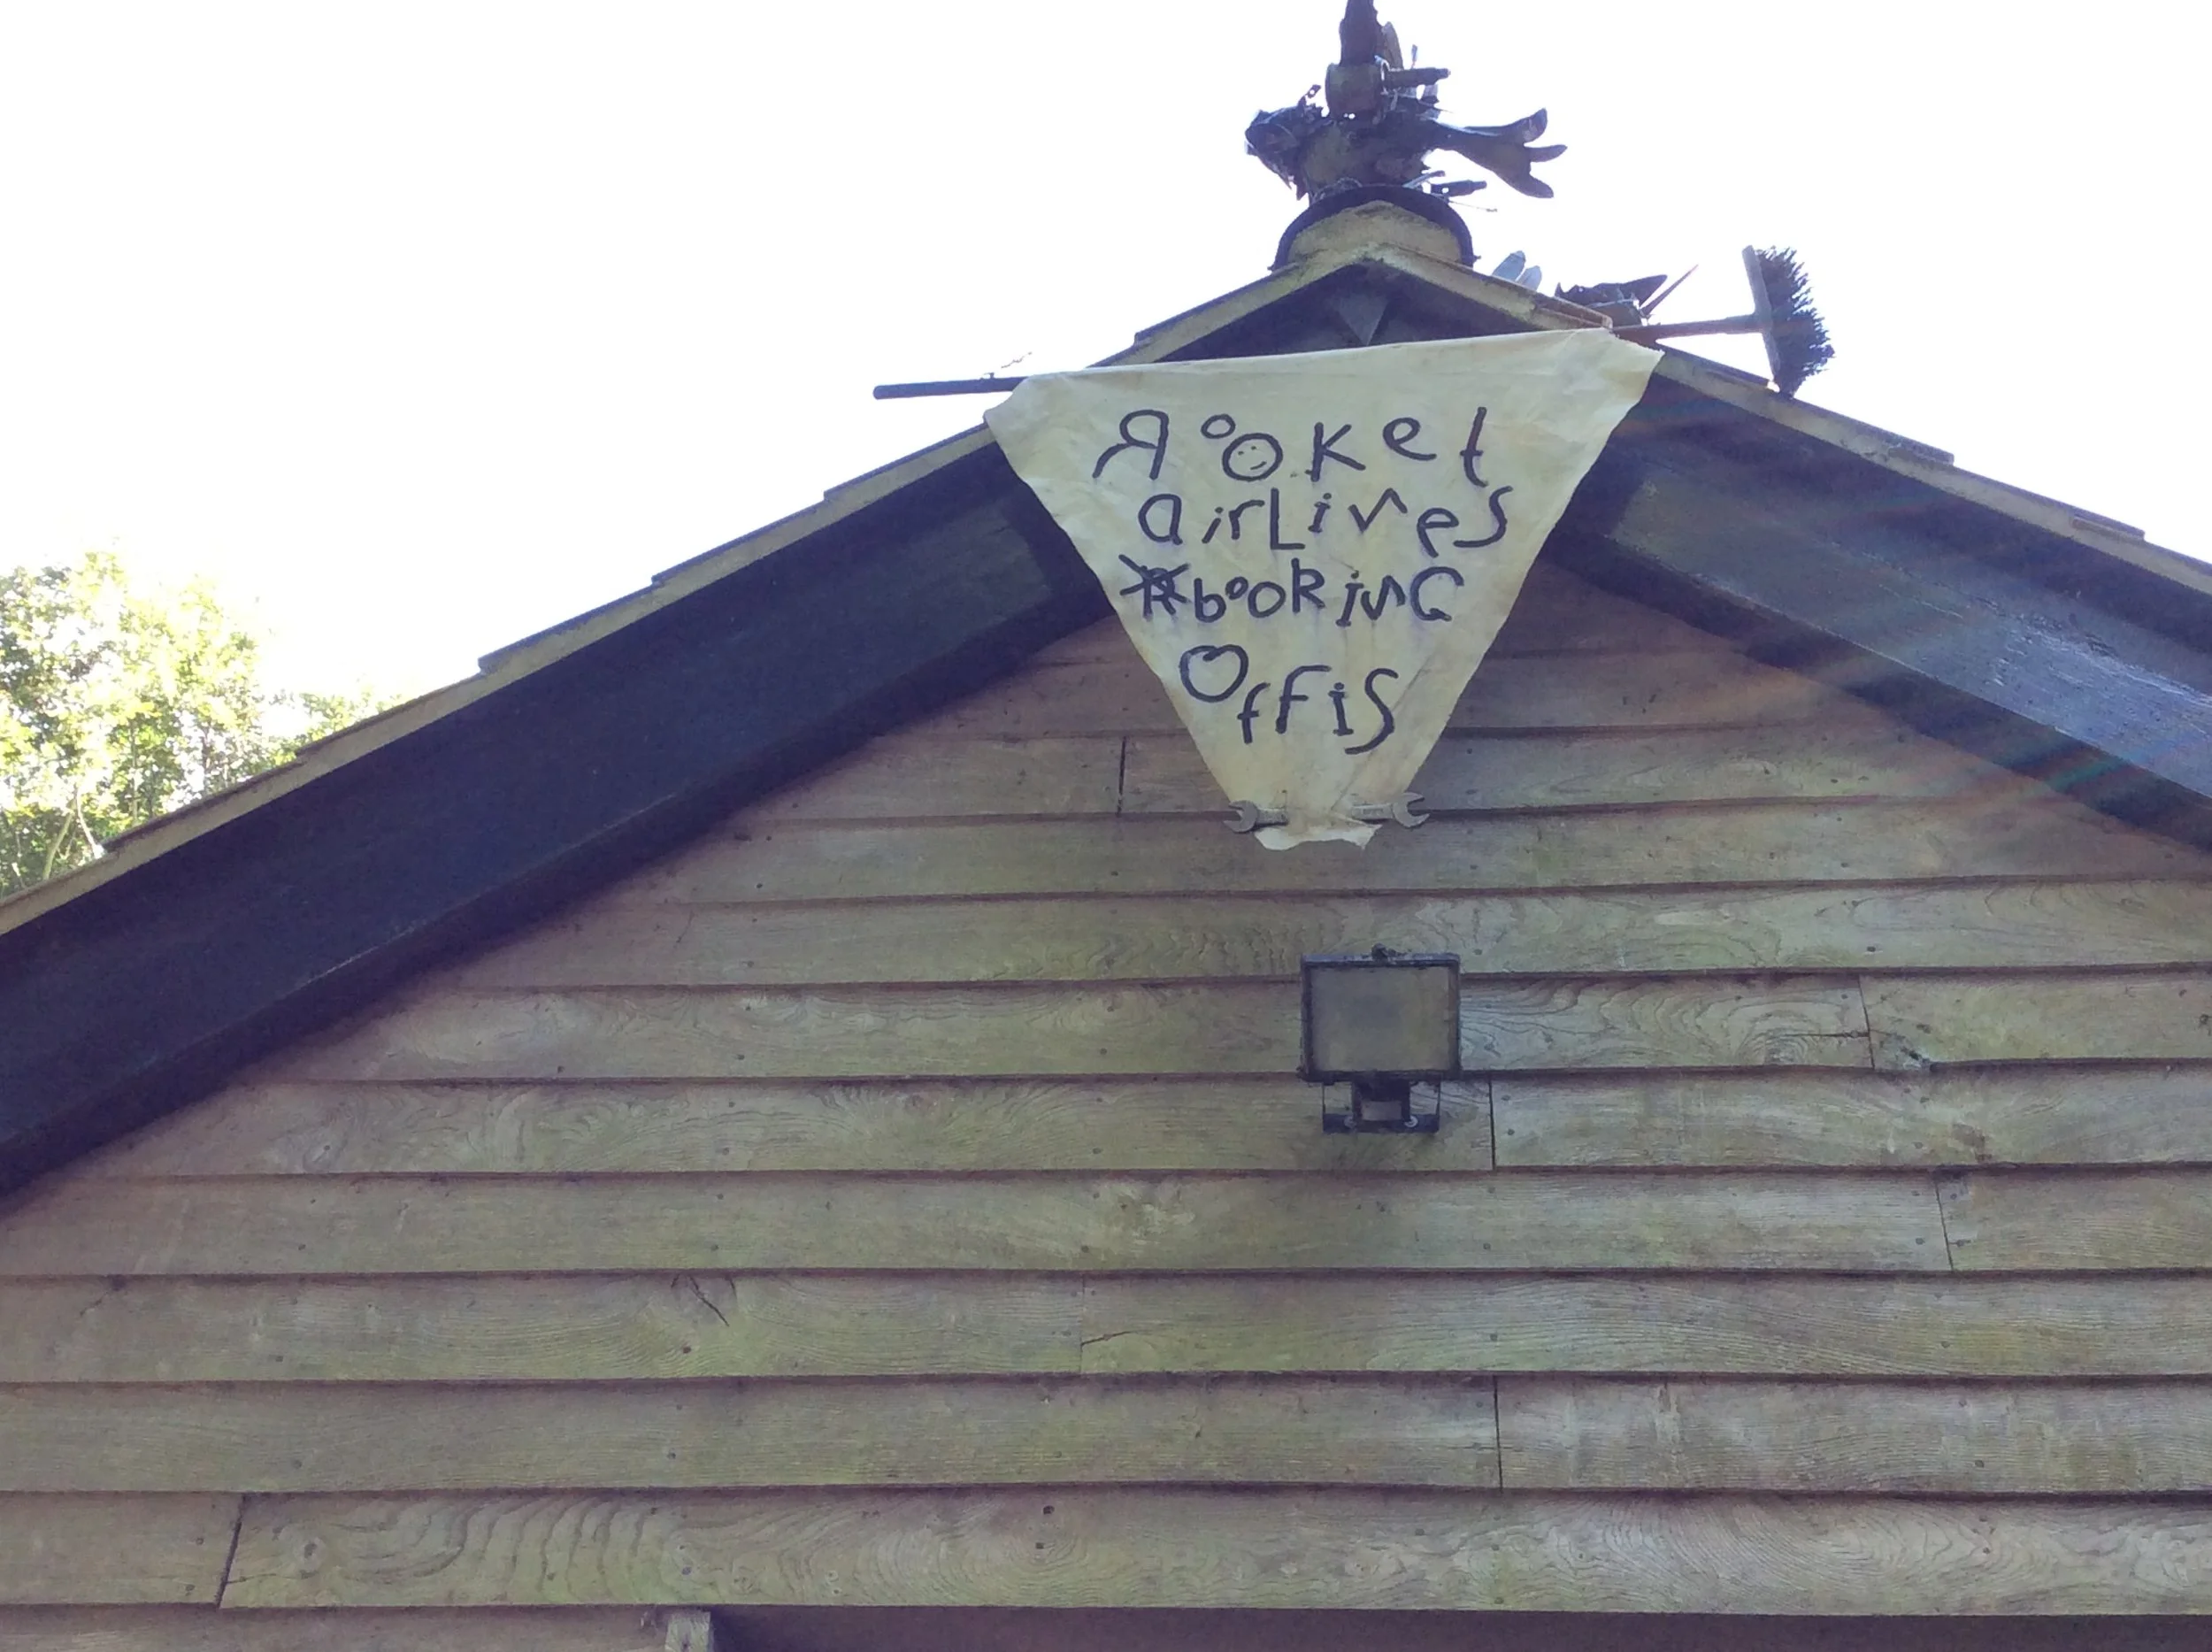 Rooket
airLines
booking
Offis